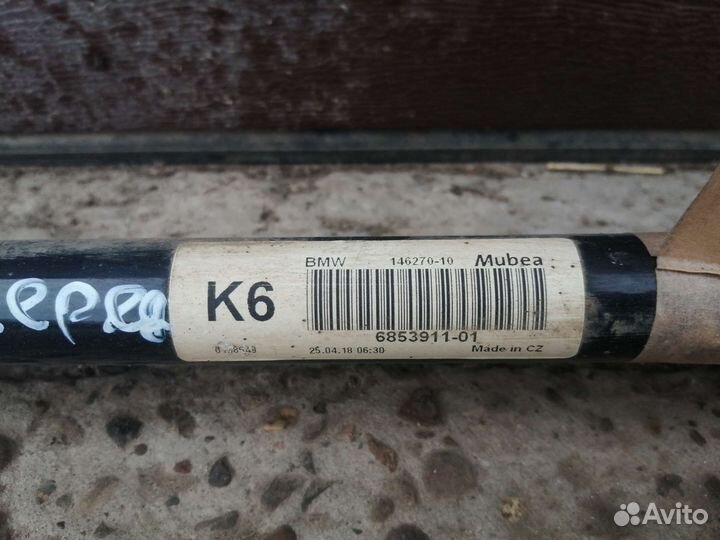 BMW 146270-10 Mubea
K6
6853911-01
25.04.18 06:30 Made in CZ
Avito